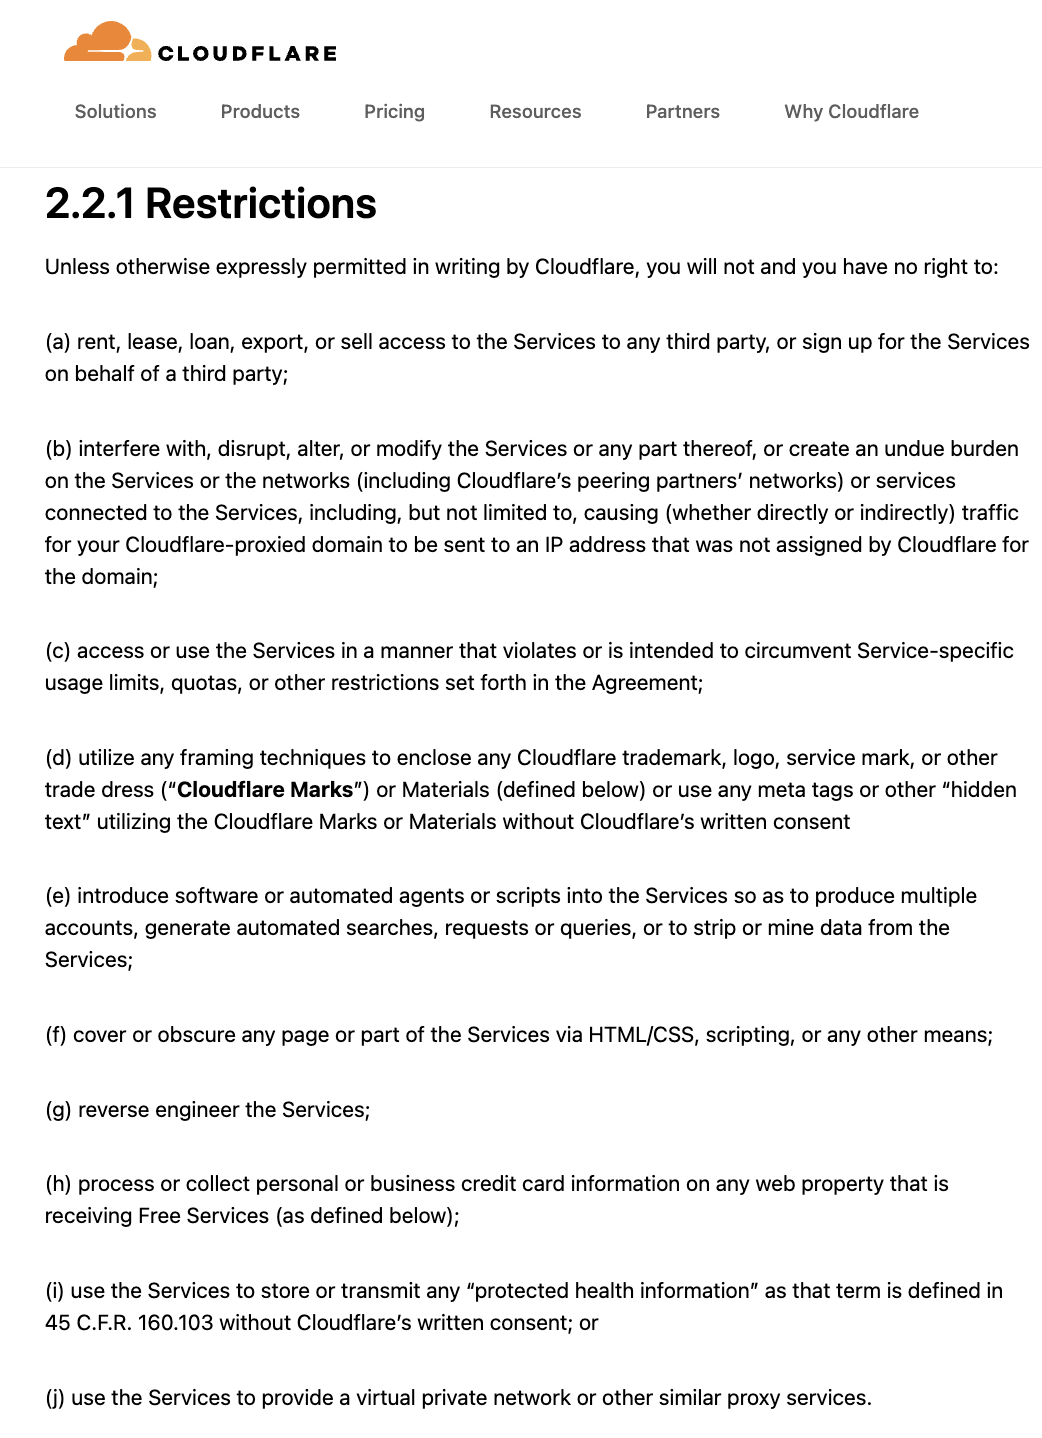 CLOUDFLARE
Solutions Products Pricing Resources Partners Why Cloudflare
2.2.1 Restrictions
Unless otherwise expressly permitted in writing by Cloudflare, you will not and you have no right to:
(a) rent, lease, loan, export, or sell access to the Services to any third party, or sign up for the Services
on behalf of a third party;
(b) interfere with, disrupt, alter, or modify the Services or any part thereof, or create an undue burden
on the Services or the networks (including Cloudflare’s peering partners’ networks) or services
connected to the Services, including, but not limited to, causing (whether directly or indirectly) traffic
for your Cloudflare-proxied domain to be sent to an IP address that was not assigned by Cloudflare for
the domain;
(c) access or use the Services in a manner that violates or is intended to circumvent Service-specific
usage limits, quotas, or other restrictions set forth in the Agreement;
(d) utilize any framing techniques to enclose any Cloudflare trademark, logo, service mark, or other
trade dress (“Cloudflare Marks”) or Materials (defined below) or use any meta tags or other “hidden
text” utilizing the Cloudflare Marks or Materials without Cloudflare’s written consent
(e) introduce software or automated agents or scripts into the Services so as to produce multiple
accounts, generate automated searches, requests or queries, or to strip or mine data from the
Services;
(f) cover or obscure any page or part of the Services via HTML/CSS, scripting, or any other means;
(g) reverse engineer the Services;
(h) process or collect personal or business credit card information on any web property that is
receiving Free Services (as defined below);
(i) use the Services to store or transmit any “protected health information” as that term is defined in
45 C.F.R. 160.103 without Cloudflare’s written consent; or
(j) use the Services to provide a virtual private network or other similar proxy services.